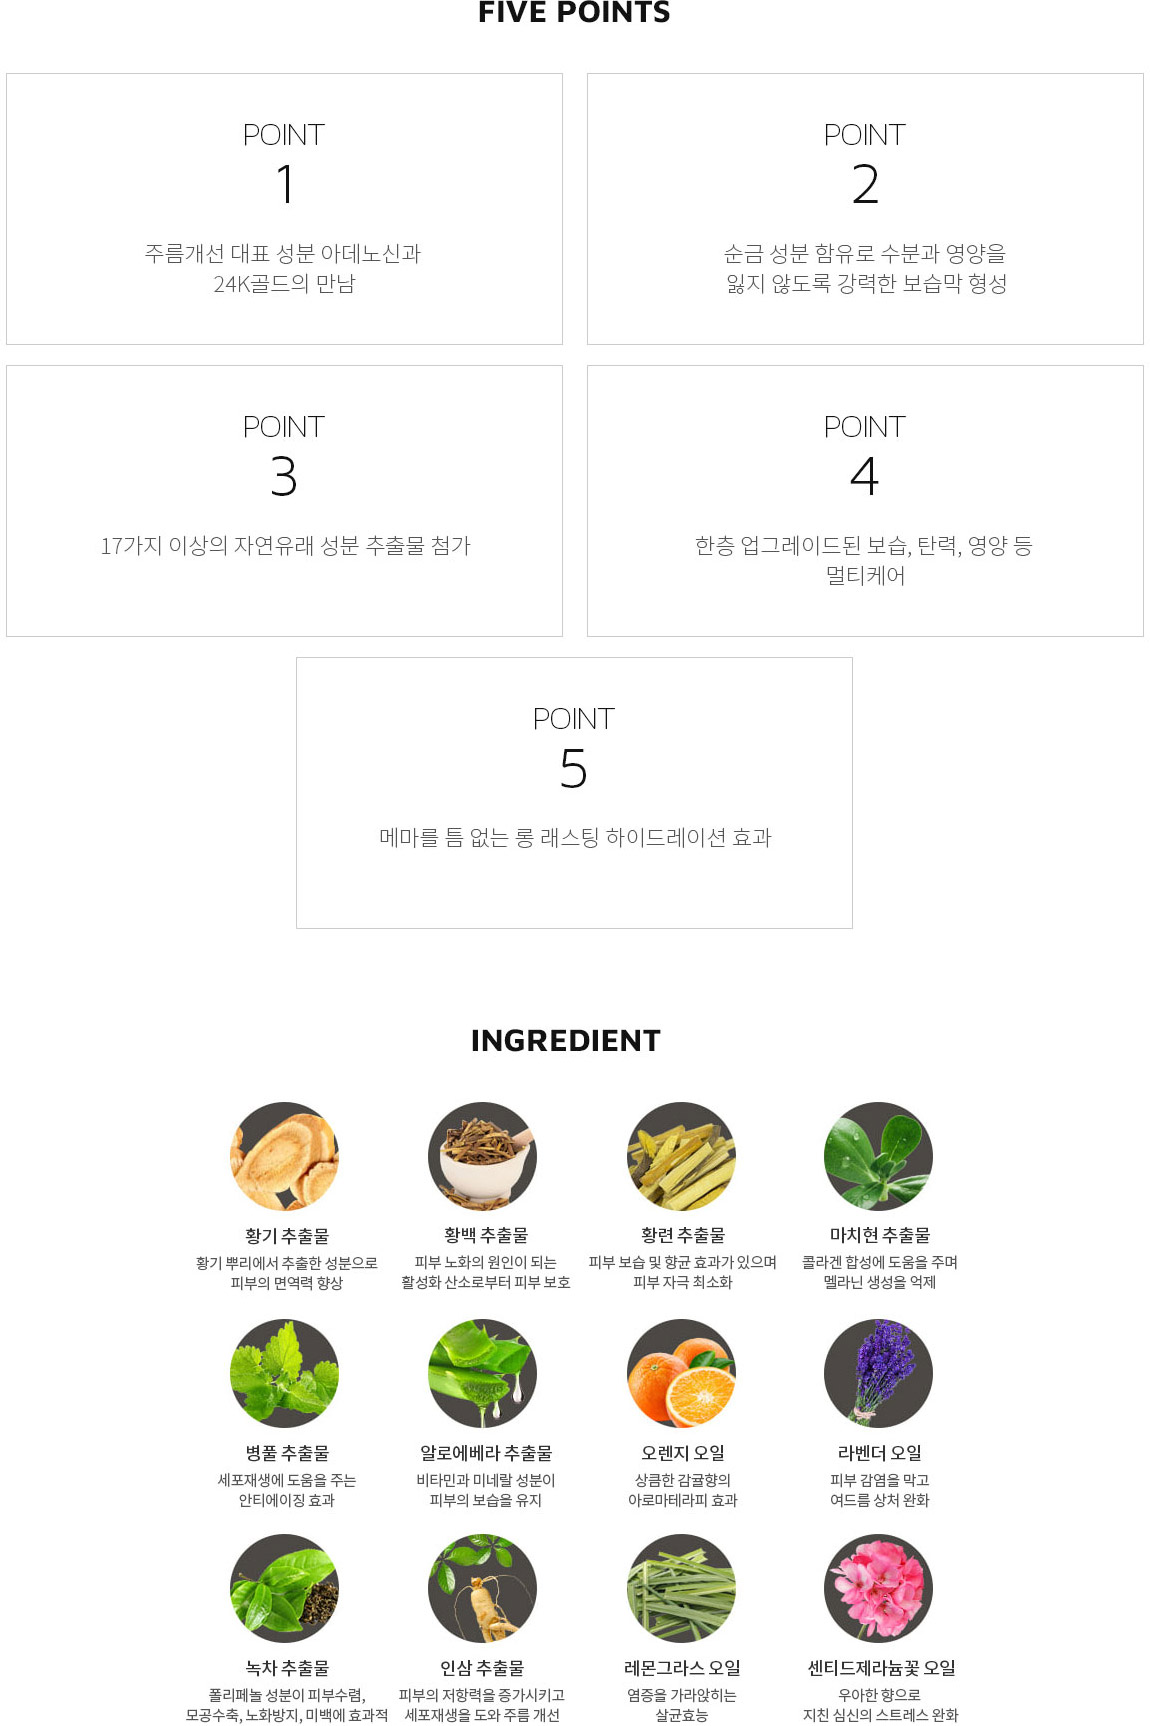 FIVE POINTS
POINT
1
주름개선 대표 성분 아데노신과
24K골드의 만남
POINT
2
순금 성분 함유로 수분과 영양을
잃지 않도록 강력한 보습막 형성
POINT
3
17가지 이상의 자연유래 성분 추출물 첨가
POINT
4
한층 업그레이드된 보습, 탄력, 영양 등
멀티케어
POINT
5
메마를 틈 없는 롱 래스팅 하이드레이션 효과
INGREDIENT
황기 추출물
황기 뿌리에서 추출한 성분으로
피부의 면역력 향상
황백 추출물
피부 노화의 원인이 되는
활성화 산소로부터 피부 보호
황련 추출물
피부 보습 및 향균 효과가 있으며
피부 자극 최소화
마치현 추출물
콜라겐 합성에 도움을 주며
멜라닌 생성을 억제
병풀 추출물
세포재생에 도움을 주는
안티에이징 효과
알로에베라 추출물
비타민과 미네랄 성분이
피부의 보습을 유지
오렌지 오일
상큼한 감귤향의
아로마테라피 효과
라벤더 오일
피부 감염을 막고
여드름 상처 완화
녹차 추출물
폴리페놀 성분이 피부수렴,
모공수축, 노화방지, 미백에 효과적
인삼 추출물
피부의 저항력을 증가시키고
세포재생을 도와 주름 개선
레몬그라스 오일
염증을 가라앉히는
살균효능
센티드제라늄꽃 오일
우아한 향으로
지친 심신의 스트레스 완화